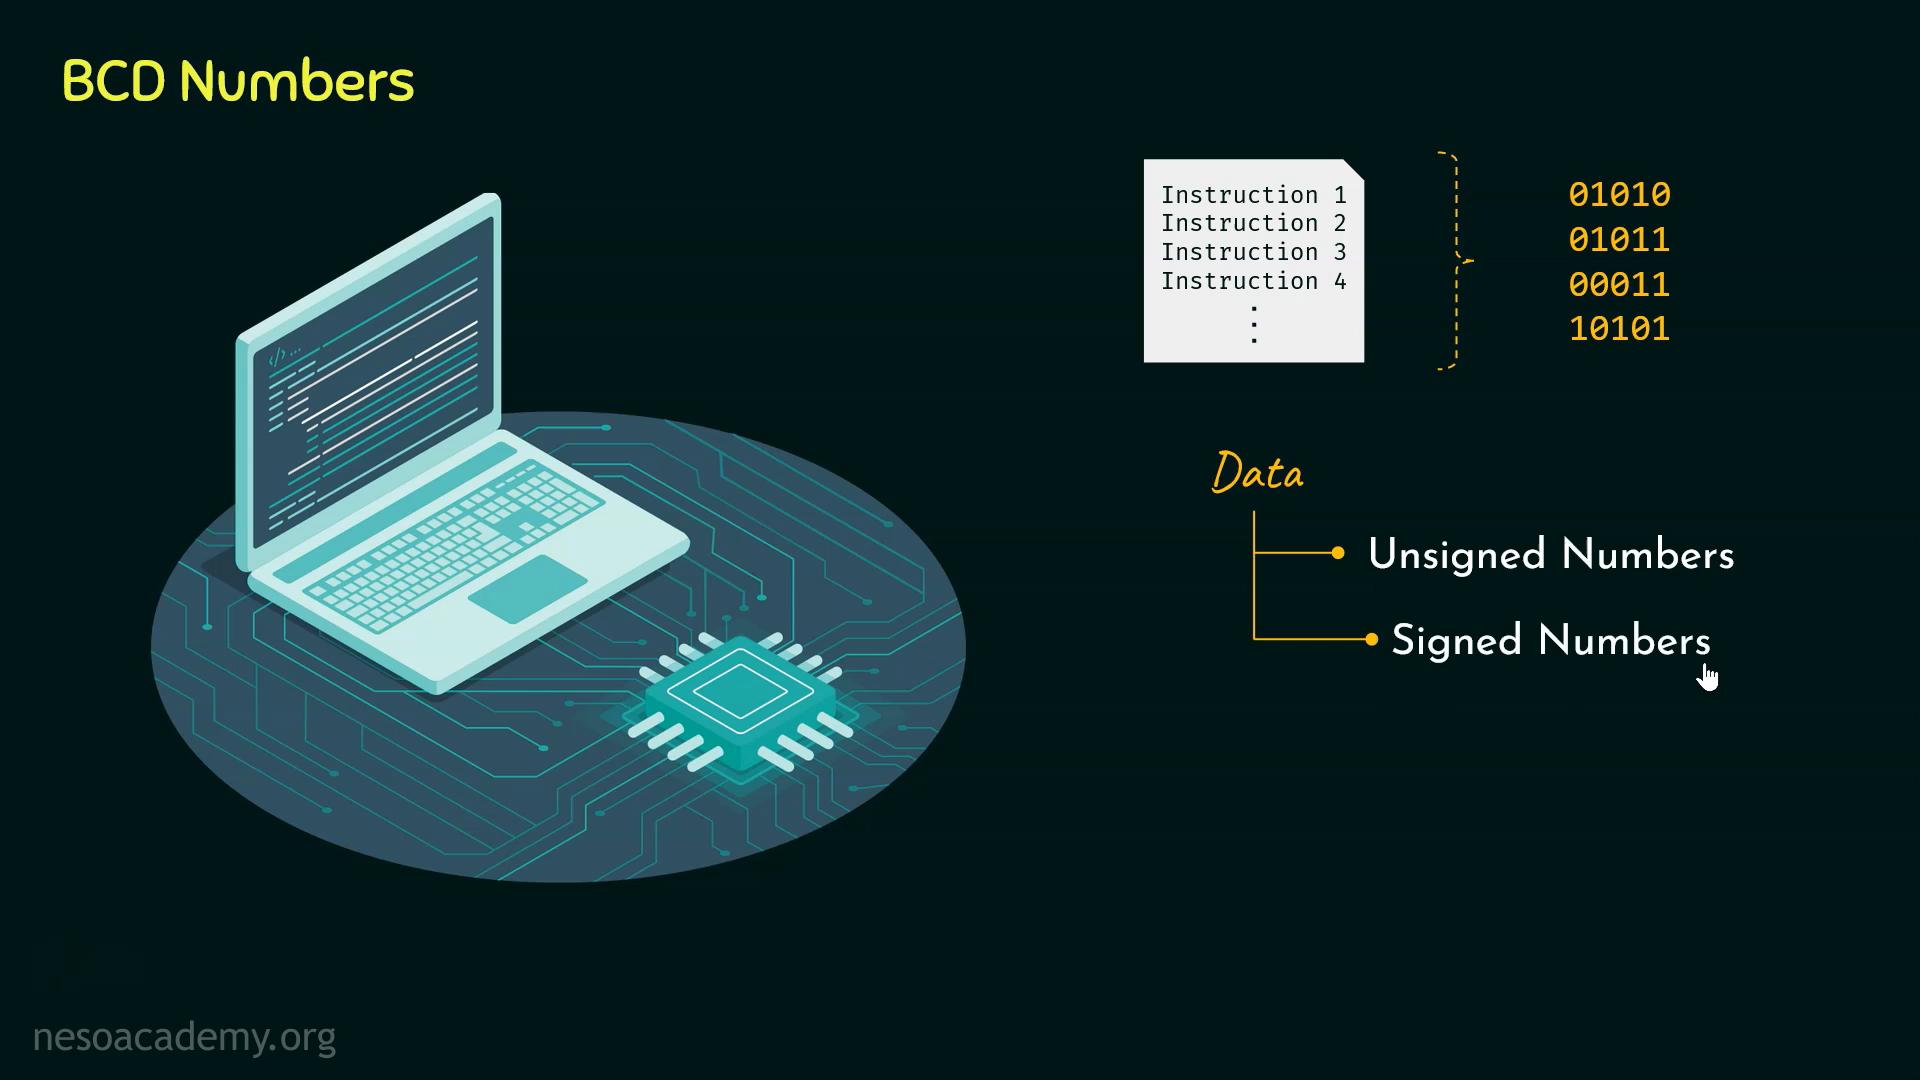 BCD Numbers
Instruction 1
Instruction 2
Instruction 3
Instruction 4
01010
01011
00011
10101
Data
Unsigned Numbers
Signed Numbers
nesoacademy.org